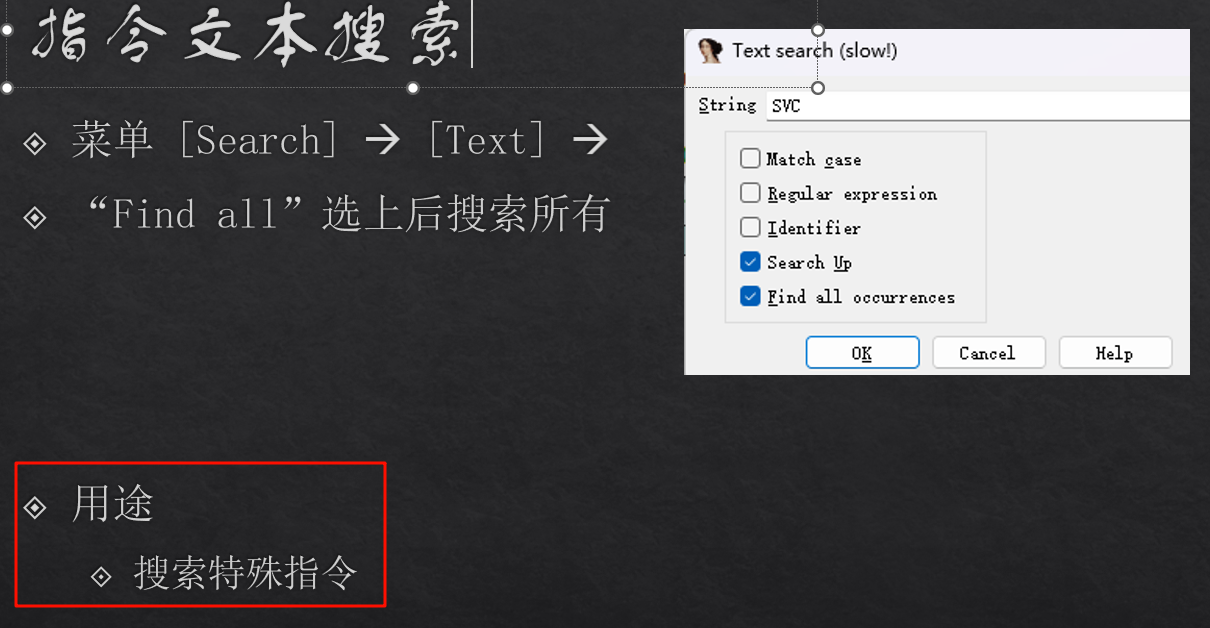 指令文本搜索
菜单 [Search] → [Text] →
“Find all”选上后搜索所有
用途
搜索特殊指令
Text search (slow!)
String SVC
Match case
Regular expression
Identifier
Search Up
Find all occurrences
OK Cancel Help